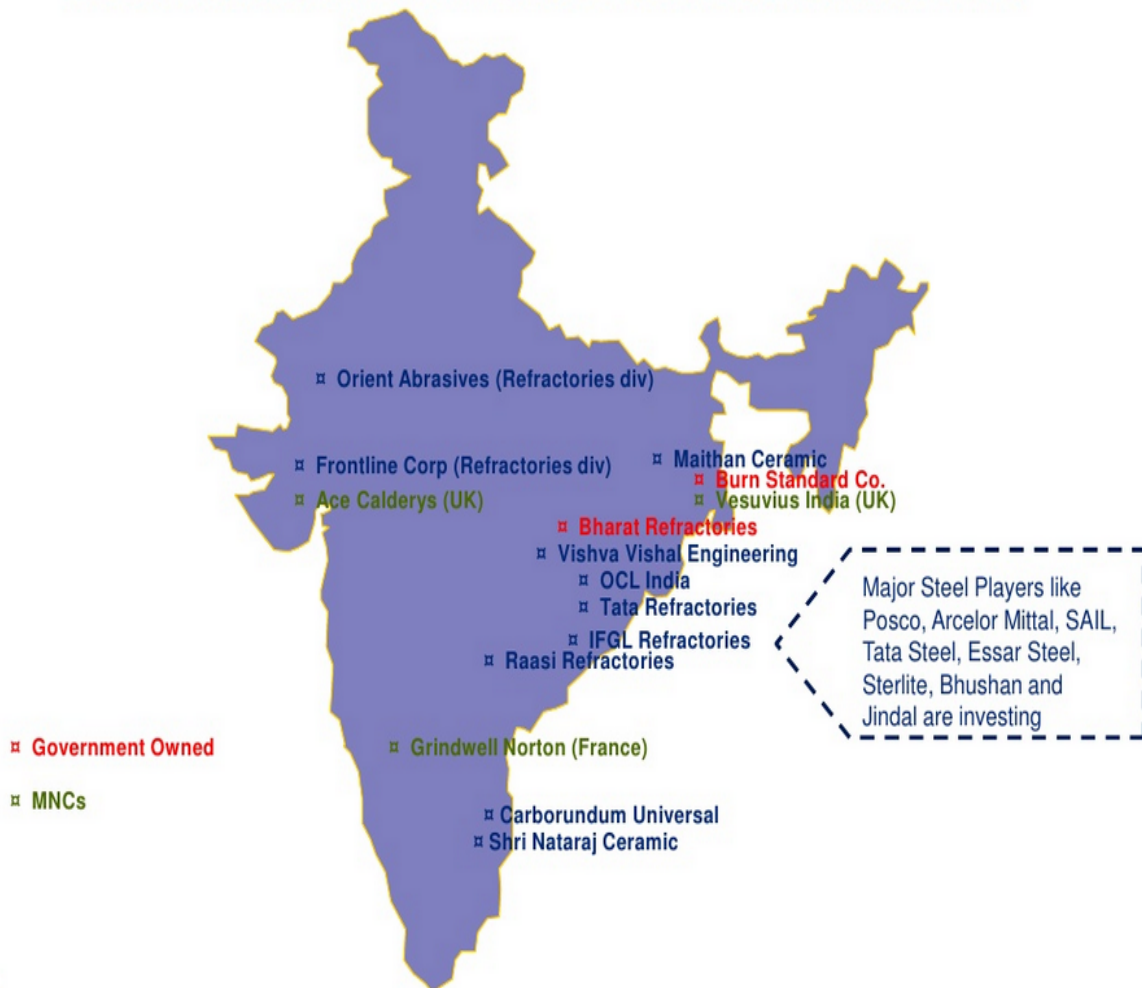 ¤ Orient Abrasives (Refractories div)
¤ Maithan Ceramic
¤ Frontline Corp (Refractories div)
¤ Burn Standard Co.
¤ Ace Calderys (UK)
¤ Vesuvius India (UK)
¤ Bharat Refractories
¤ Vishva Vishal Engineering
¤ OCL India
¤ Tata Refractories
¤ IFGL Refractories
¤ Raasi Refractories
Major Steel Players like
Posco, Arcelor Mittal, SAIL,
Tata Steel, Essar Steel,
Sterlite, Bhushan and
Jindal are investing
¤ Government Owned
¤ Grindwell Norton (France)
¤ MNCs
¤ Carborundum Universal
¤ Shri Nataraj Ceramic